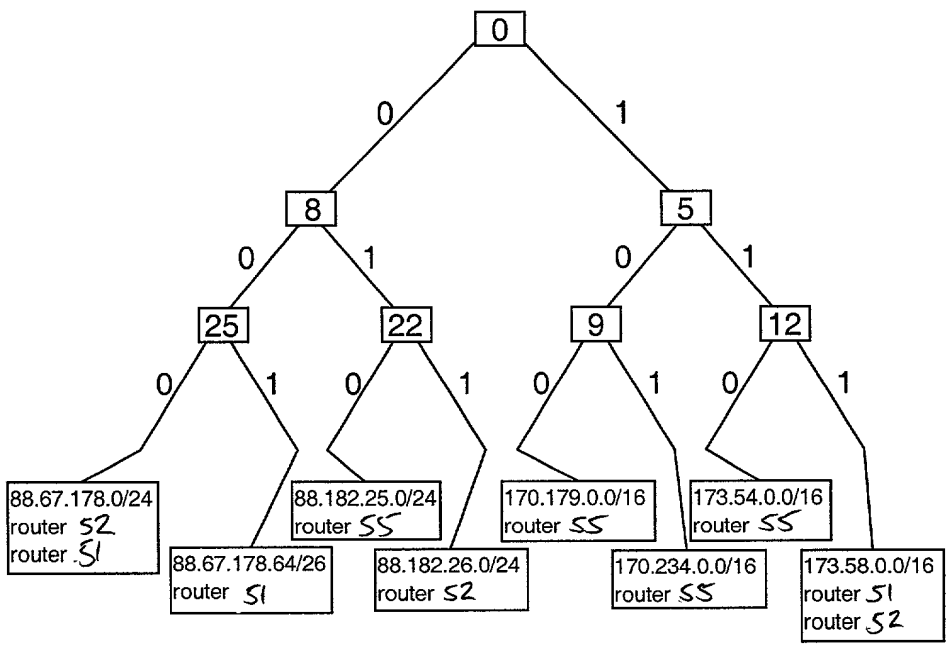 0
0
1
8
5
0
1
0
1
25
22
9
12
0
1
0
1
0
1
0
1
88.67.178.0/24
router 52
router 51
88.67.178.64/26
router 51
88.182.25.0/24
router 55
88.182.26.0/24
router 52
170.179.0.0/16
router 55
170.234.0.0/16
router 55
173.54.0.0/16
router 55
173.58.0.0/16
router 51
router 52